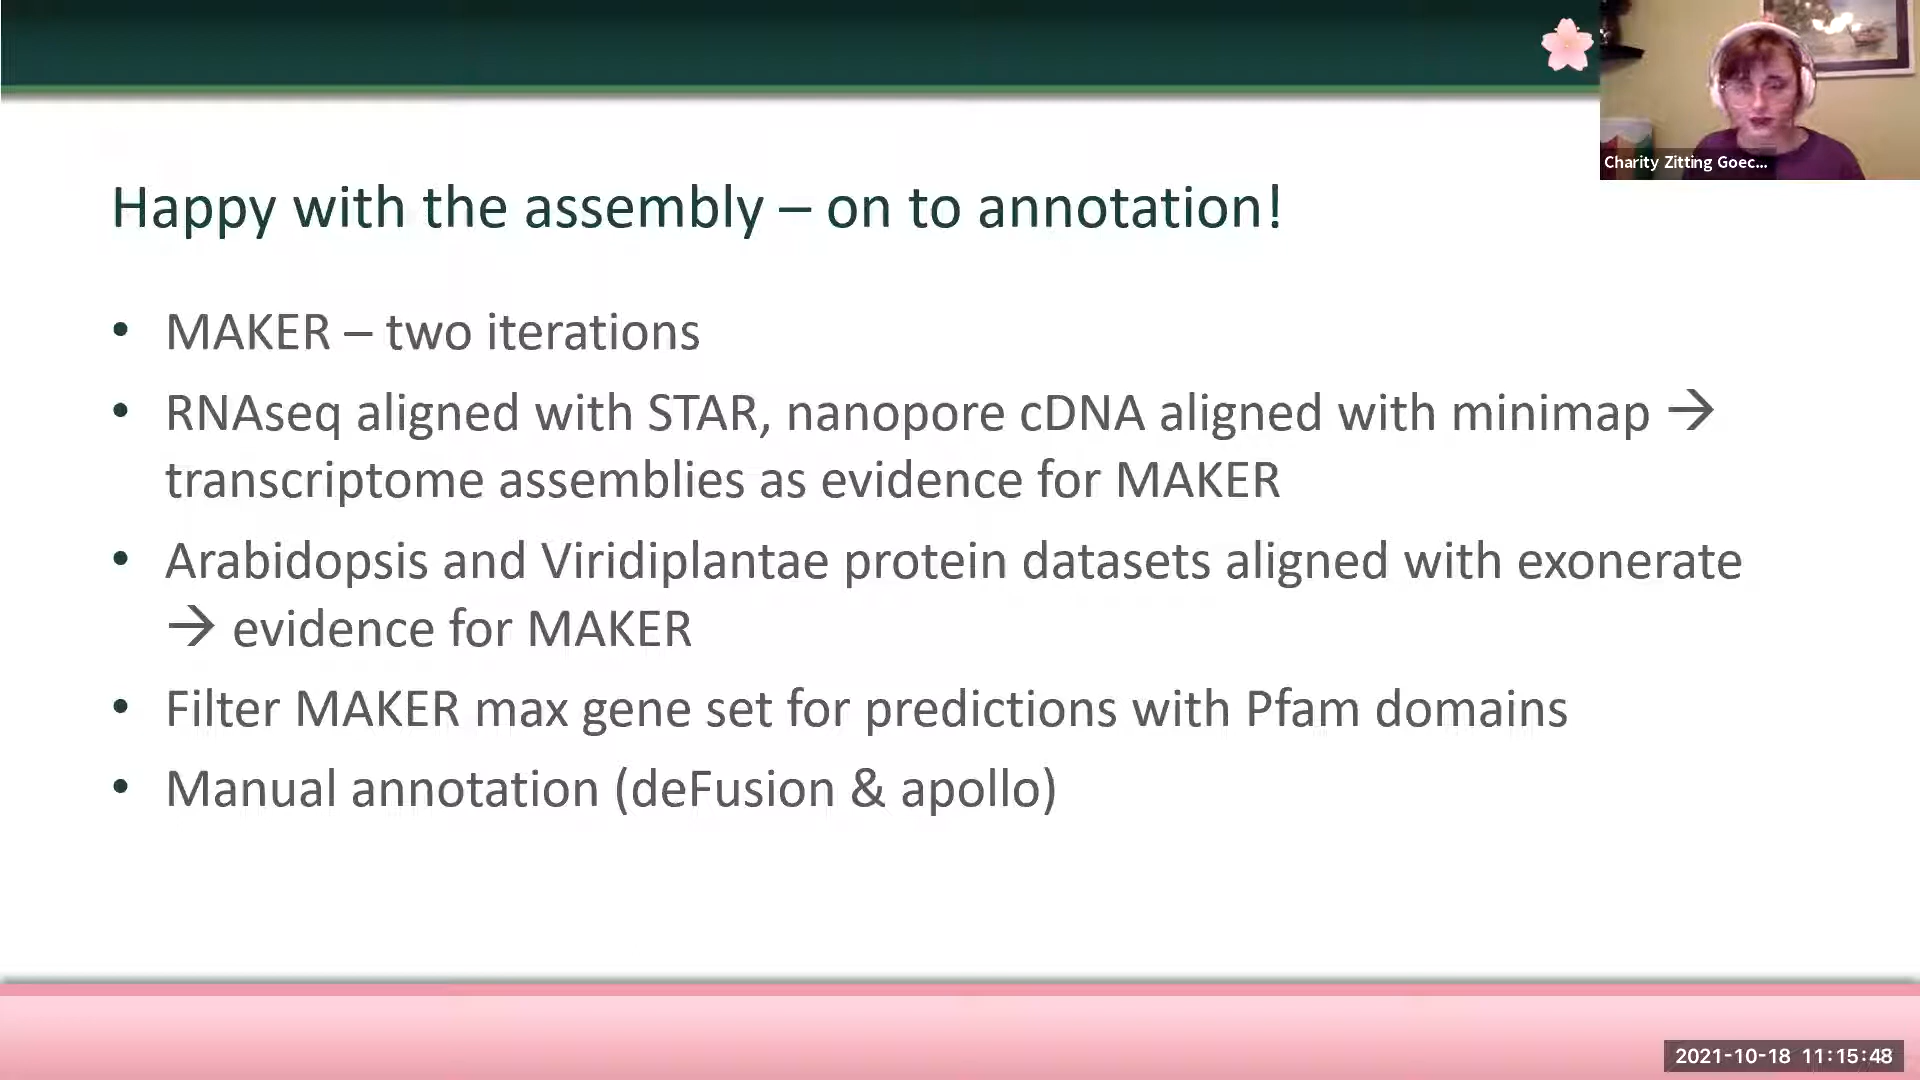 Charity Zitting Goec...
Happy with the assembly – on to annotation!
• MAKER – two iterations
• RNAseq aligned with STAR, nanopore cDNA aligned with minimap →
transcriptome assemblies as evidence for MAKER
• Arabidopsis and Viridiplantae protein datasets aligned with exonerate
→ evidence for MAKER
• Filter MAKER max gene set for predictions with Pfam domains
• Manual annotation (deFusion & apollo)
2021-10-18 11:15:48